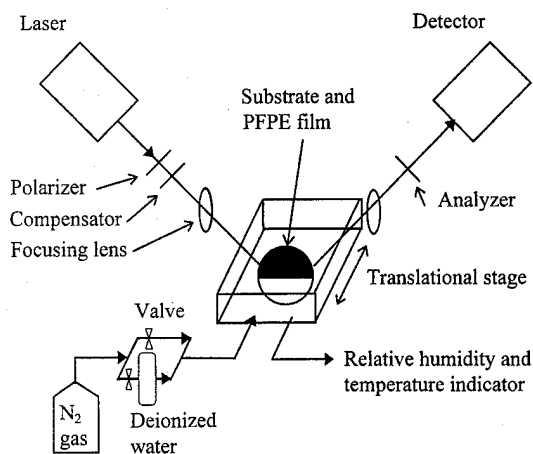 Laser
Detector
Substrate and
PFPE film
Polarizer
Compensator
Focusing lens
Analyzer
Translational stage
Valve
Relative humidity and
temperature indicator
N₂
gas
Deionized
water